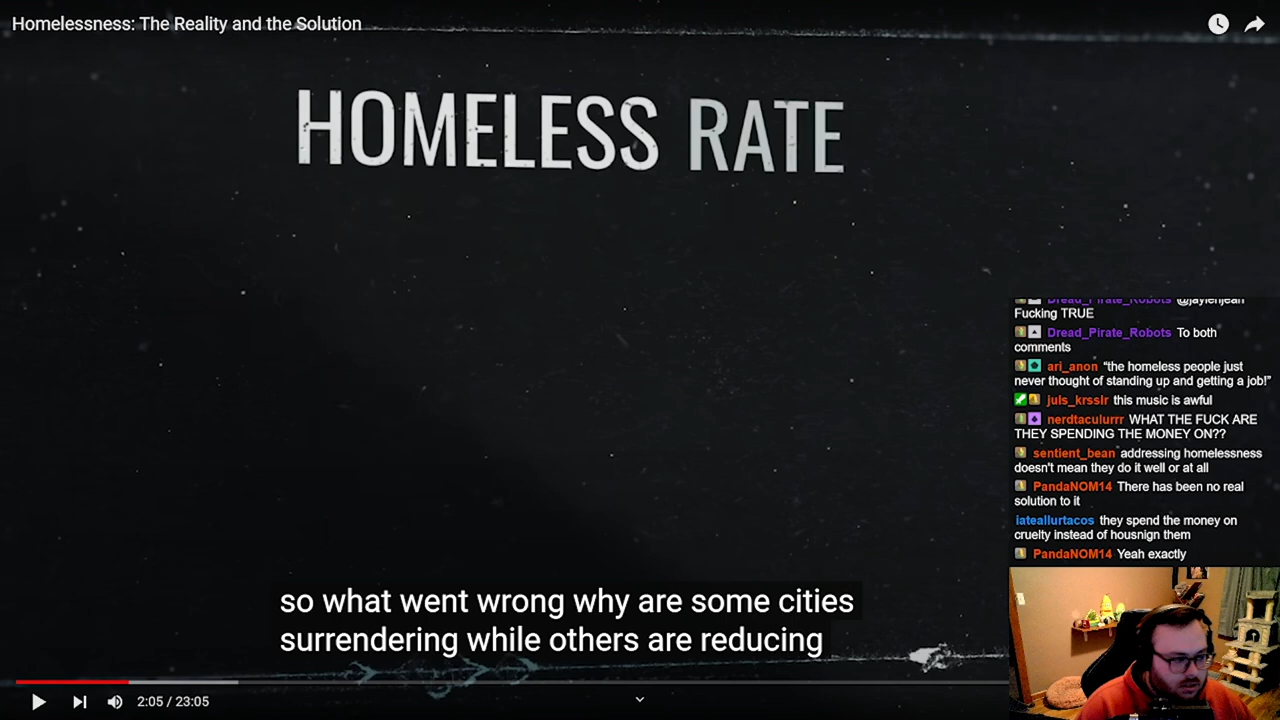 Homelessness: The Reality and the Solution
HOMELESS RATE
Dread_Pirate_Robots @jaylenjean
Fucking TRUE
Dread_Pirate_Robots To both
comments
ari_anon “the homeless people just
never thought of standing up and getting a job!”
juls_krsslr this music is awful
nerdtaculurrr WHAT THE FUCK ARE
THEY SPENDING THE MONEY ON??
sentient_bean addressing homelessness
doesn't mean they do it well or at all
PandaNOM14 There has been no real
solution to it
iateallurtacos they spend the money on
cruelty instead of housnign them
PandaNOM14 Yeah exactly
so what went wrong why are some cities
surrendering while others are reducing
2:05 / 23:05